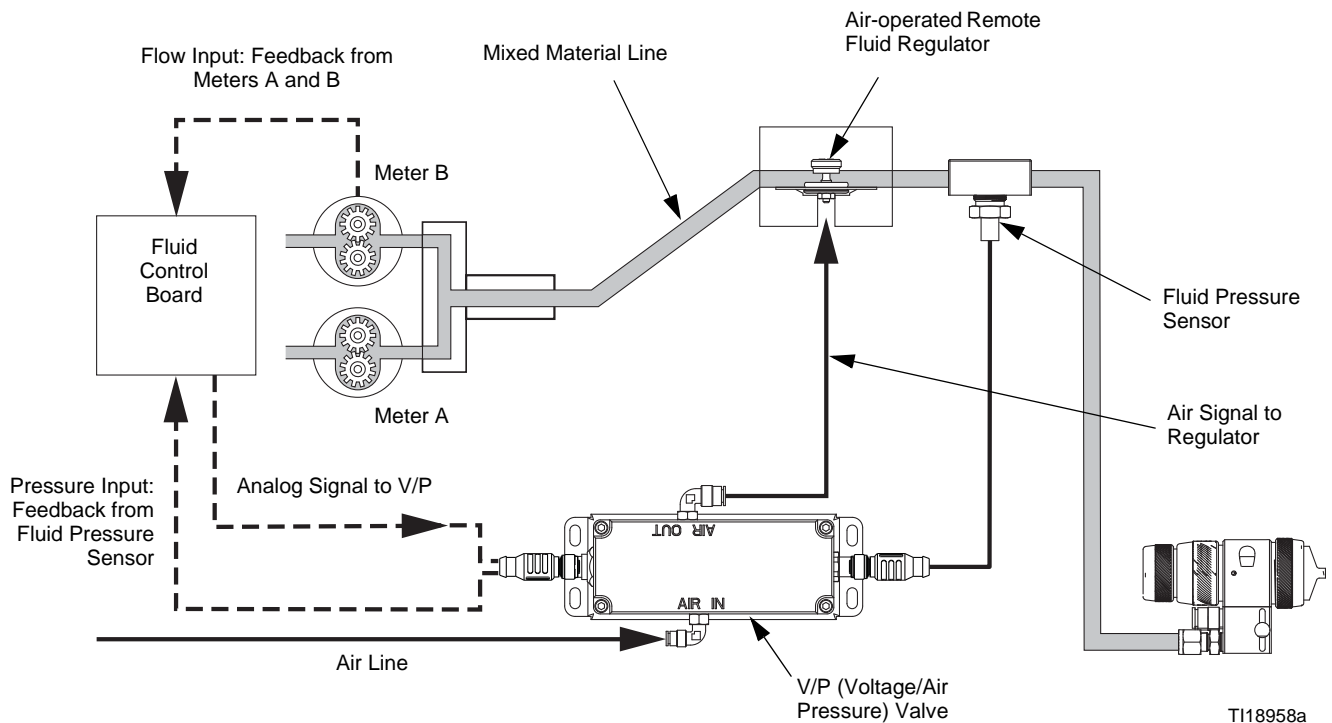 Air-operated Remote
Fluid Regulator
Flow Input: Feedback from
Meters A and B
Mixed Material Line
Meter B
Fluid
Control
Board
Fluid Pressure
Sensor
Meter A
Air Signal to
Regulator
Pressure Input:
Feedback from
Fluid Pressure
Sensor
Analog Signal to V/P
AIR OUT
AIR IN
Air Line
V/P (Voltage/Air
Pressure) Valve
TI18958a